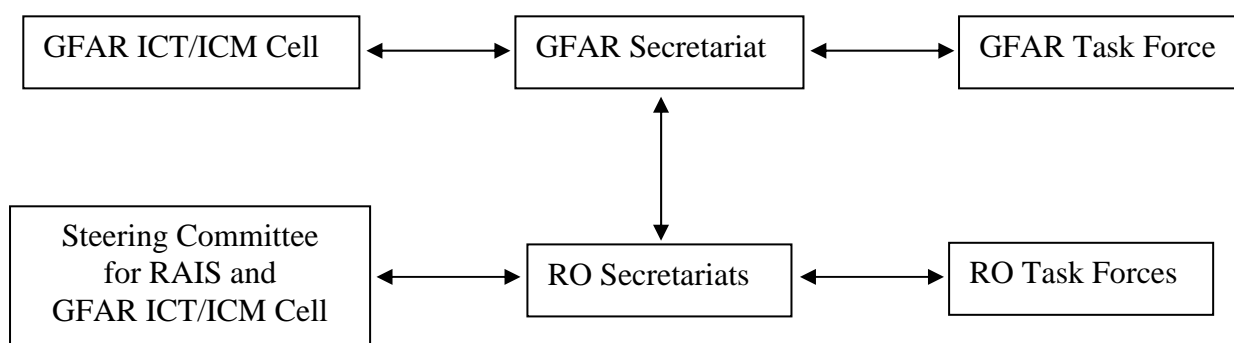 GFAR ICT/ICM Cell
GFAR Secretariat
GFAR Task Force
Steering Committee
for RAIS and
GFAR ICT/ICM Cell
RO Secretariats
RO Task Forces